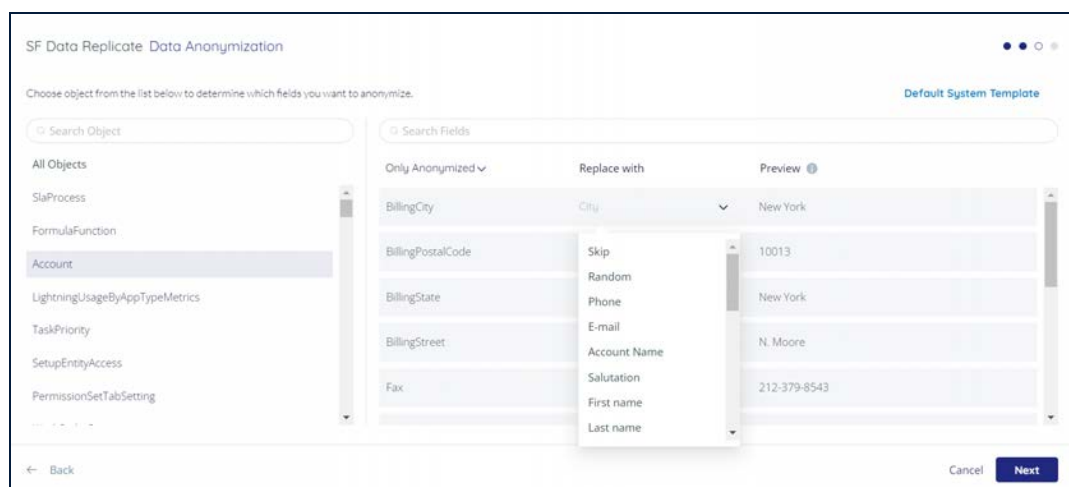 SF Data Replicate Data Anonymization
Choose object from the list below to determine which fields you want to anonymize.
Default System Template
Search Object
All Objects
SlaProcess
FormulaFunction
Account
LightningUsageByAppTypeMetrics
TaskPriority
SetupEntityAccess
PermissionSetTabSetting
Search Fields
Only Anonymized Replace with Preview
BillingCity City New York
BillingPostalCode 10013
BillingState New York
BillingStreet N. Moore
Fax 212-379-8543
Skip
Random
Phone
E-mail
Account Name
Salutation
First name
Last name
← Back
Cancel Next